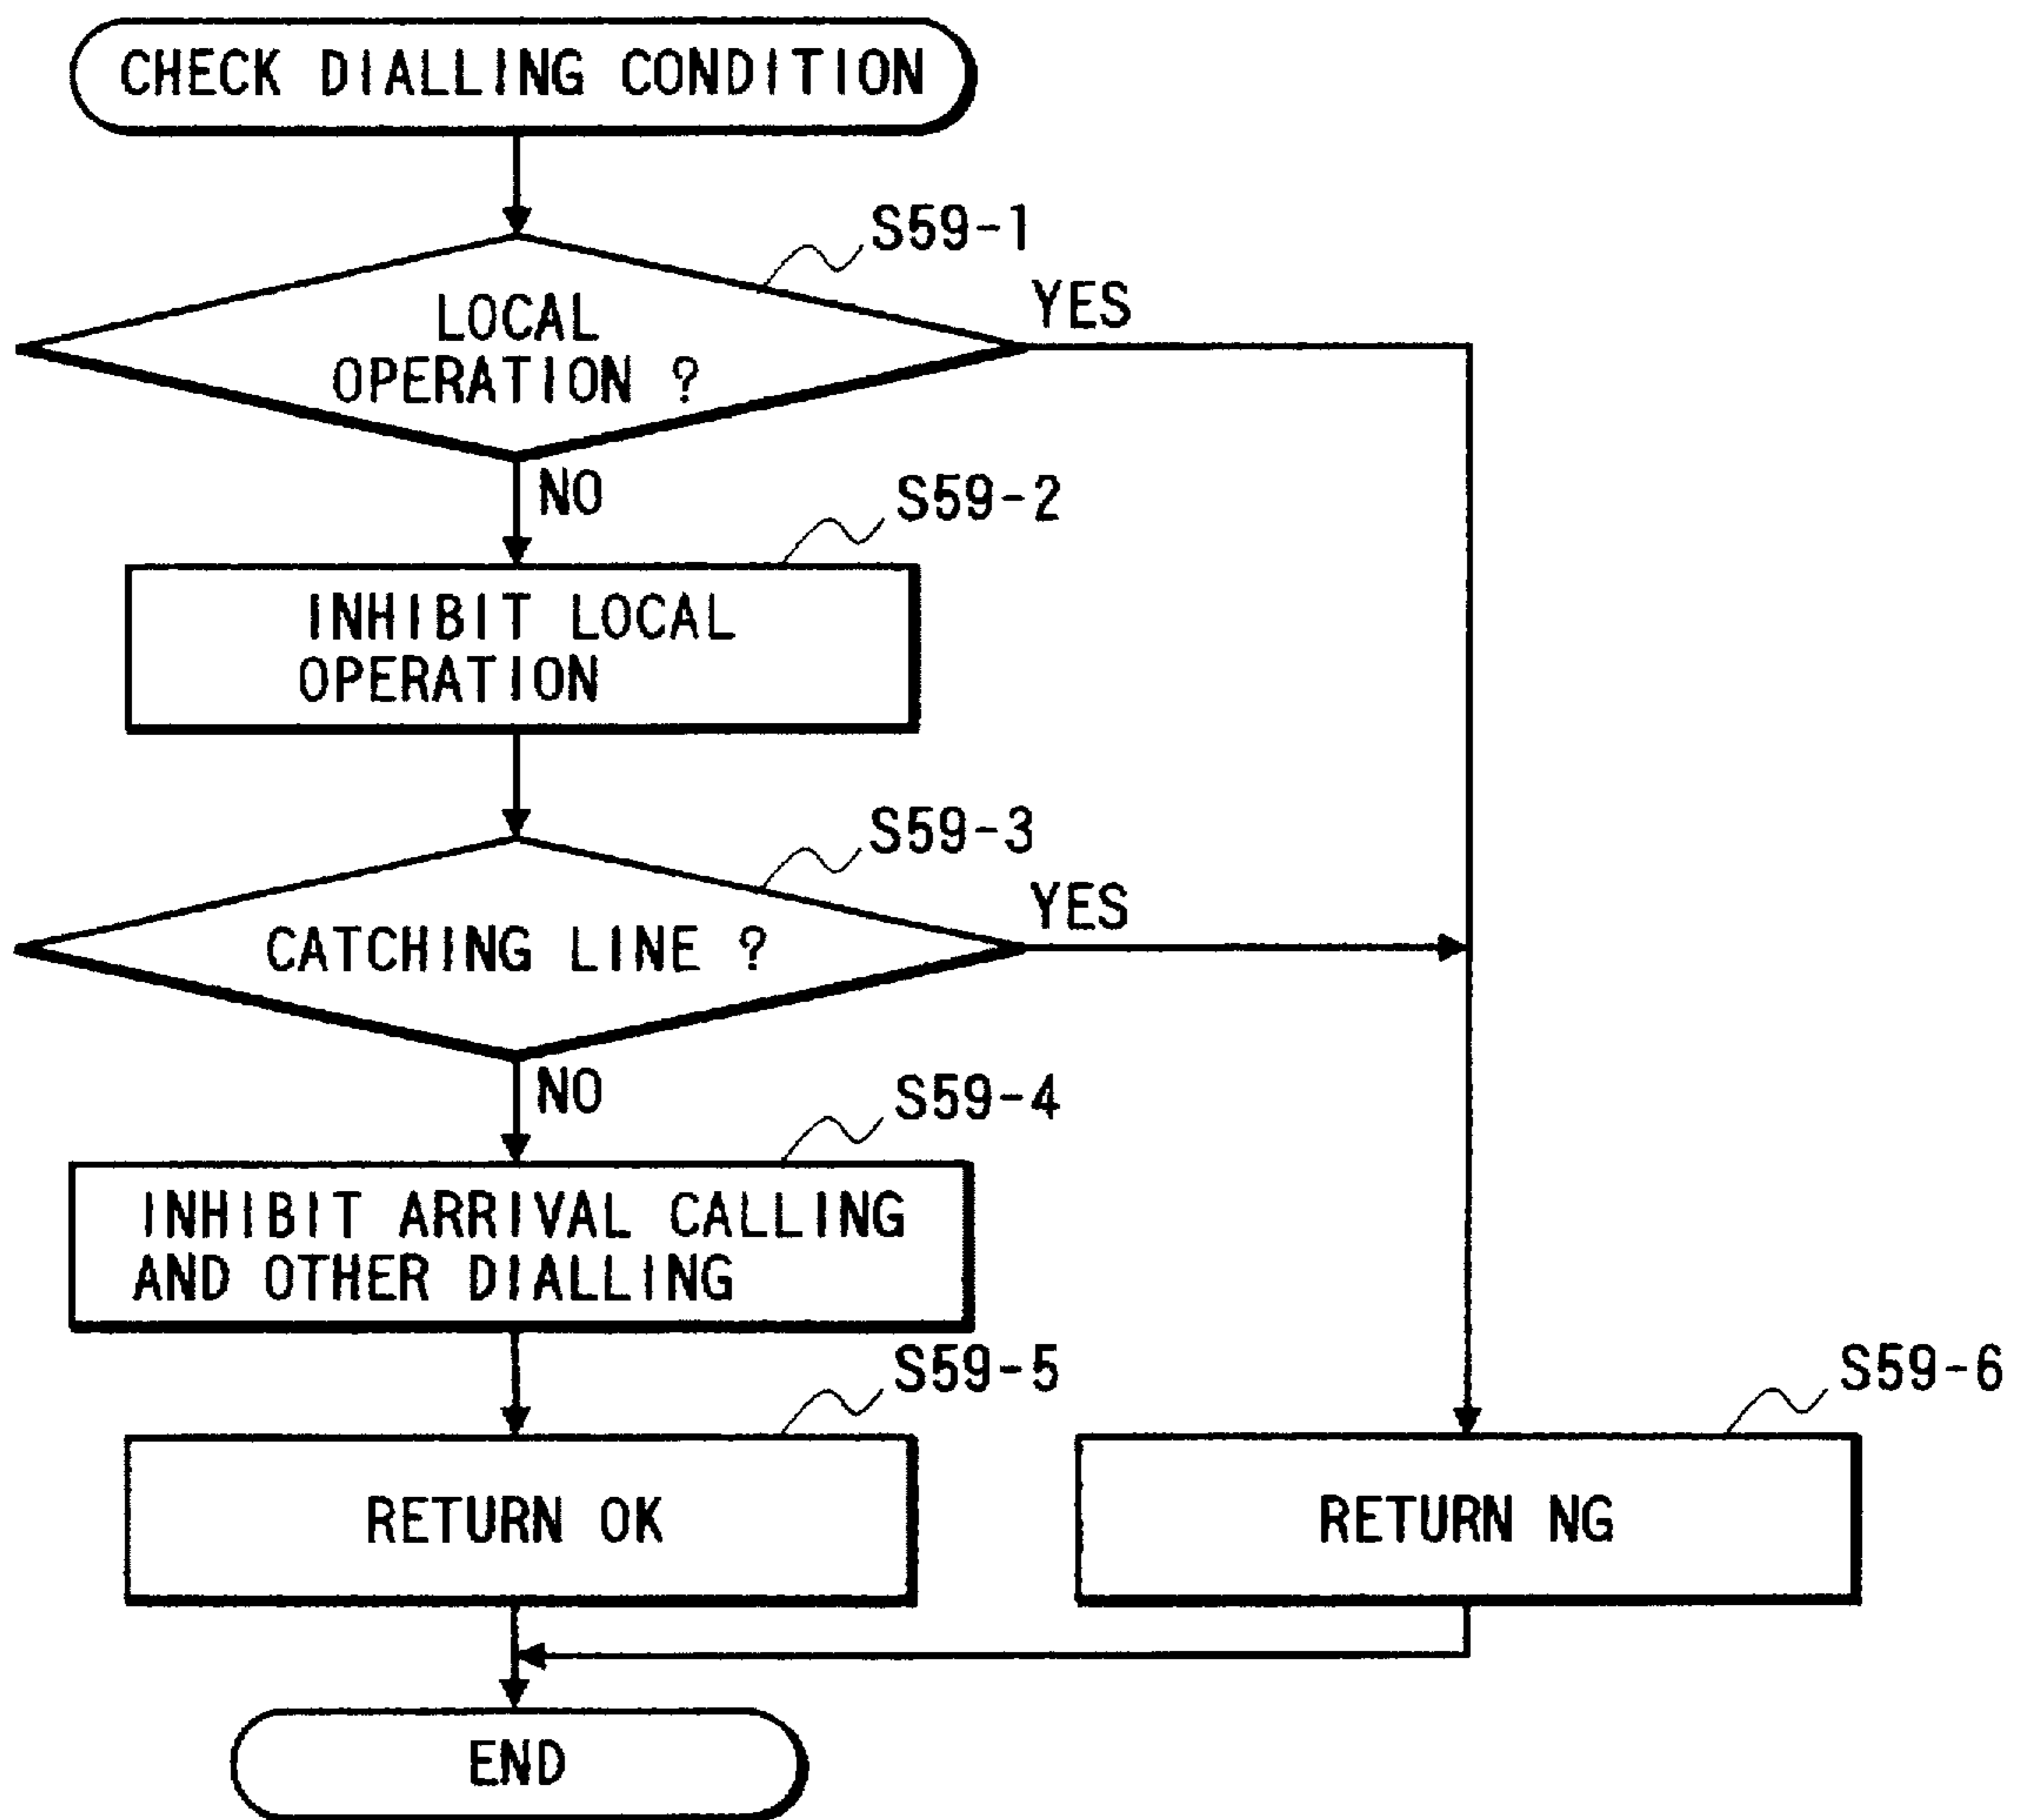 CHECK DIALLING CONDITION
S59-1
YES
LOCAL
OPERATION ?
NO
S59-2
INHIBIT LOCAL
OPERATION
S59-3
YES
CATCHING LINE ?
NO
S59-4
INHIBIT ARRIVAL CALLING
AND OTHER DIALLING
S59-5
S59-6
RETURN OK
RETURN NG
END